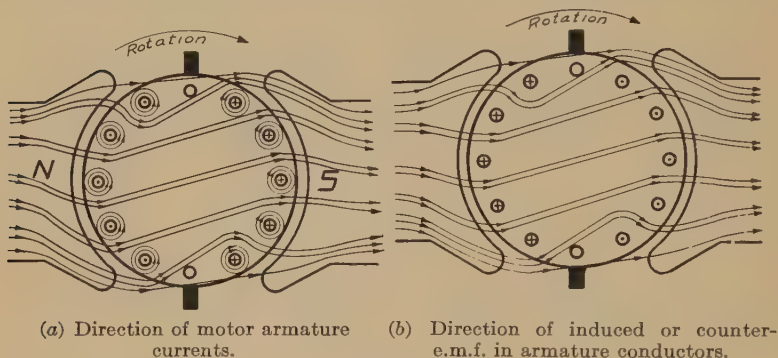 Rotation
Rotation
N
S
(a) Direction of motor armature
currents.
(b) Direction of induced or counter-
e.m.f. in armature conductors.